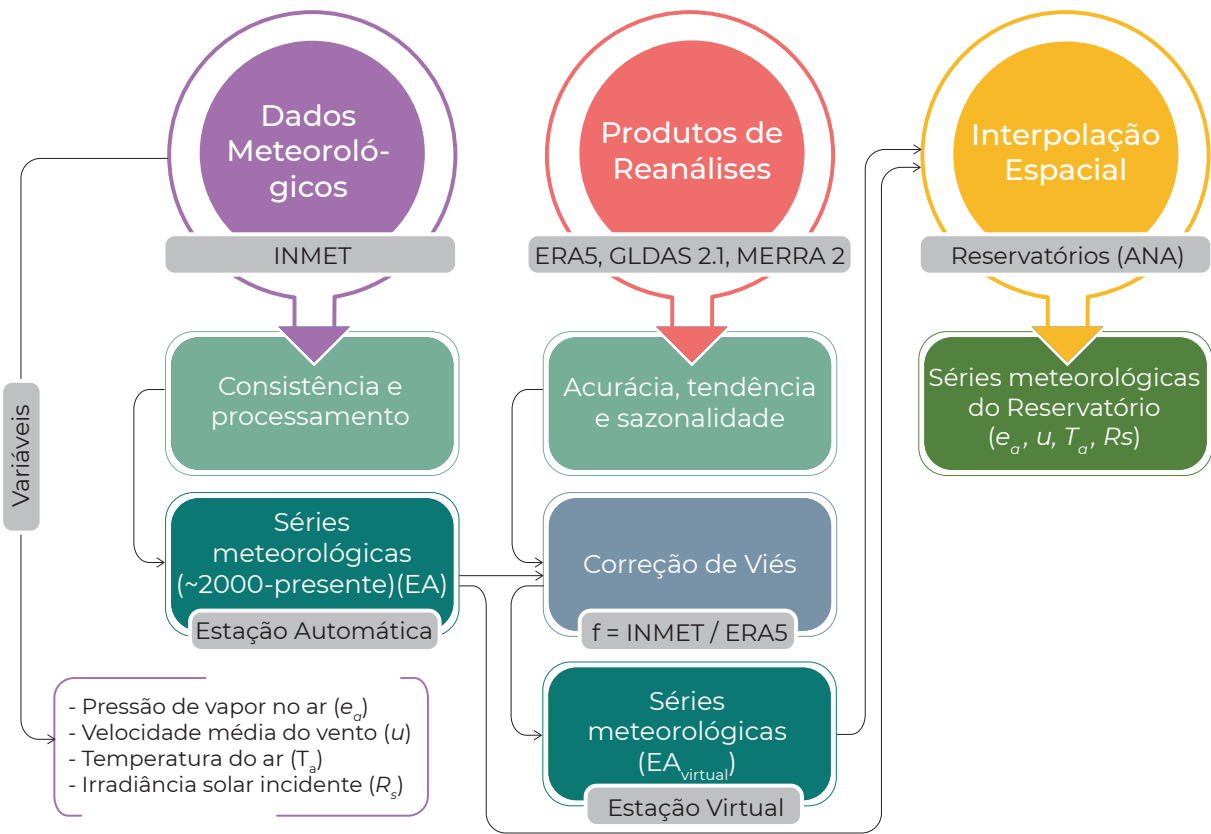 Dados
Meteoroló-
gicos
INMET
Consistência e
processamento
Séries
meteorológicas
(~2000-presente)(EA)
Estação Automática
Variáveis
- Pressão de vapor no ar (eₐ)
- Velocidade média do vento (u)
- Temperatura do ar (Tₐ)
- Irradiância solar incidente (Rₛ)
Produtos de
Reanálises
ERA5, GLDAS 2.1, MERRA 2
Acurácia, tendência
e sazonalidade
Correção de Viés
f = INMET / ERA5
Séries
meteorológicas
(EAvirtual)
Estação Virtual
Interpolação
Espacial
Reservatórios (ANA)
Séries meteorológicas
do Reservatório
(eₐ, u, Tₐ, Rs)